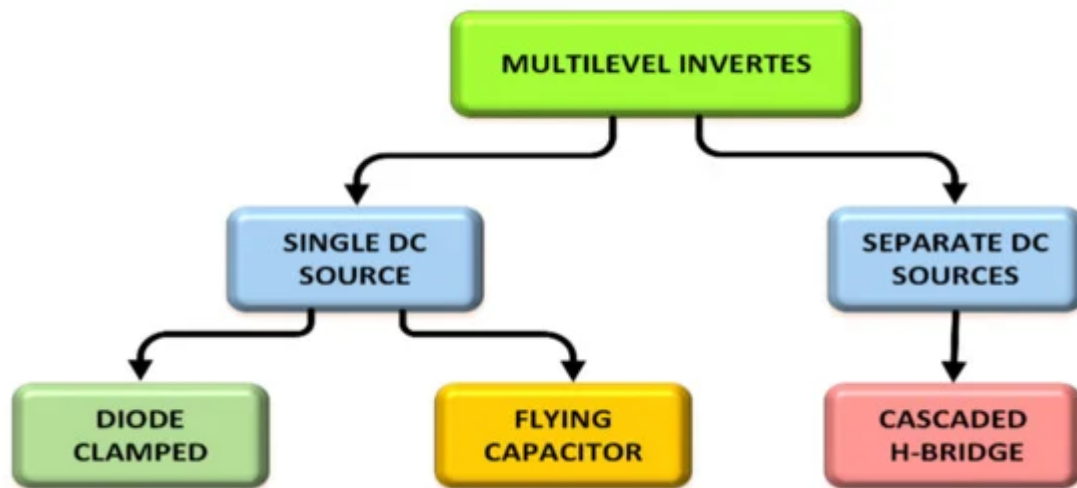 MULTILEVEL INVERTES
SINGLE DC
SOURCE
SEPARATE DC
SOURCES
DIODE
CLAMPED
FLYING
CAPACITOR
CASCADED
H-BRIDGE